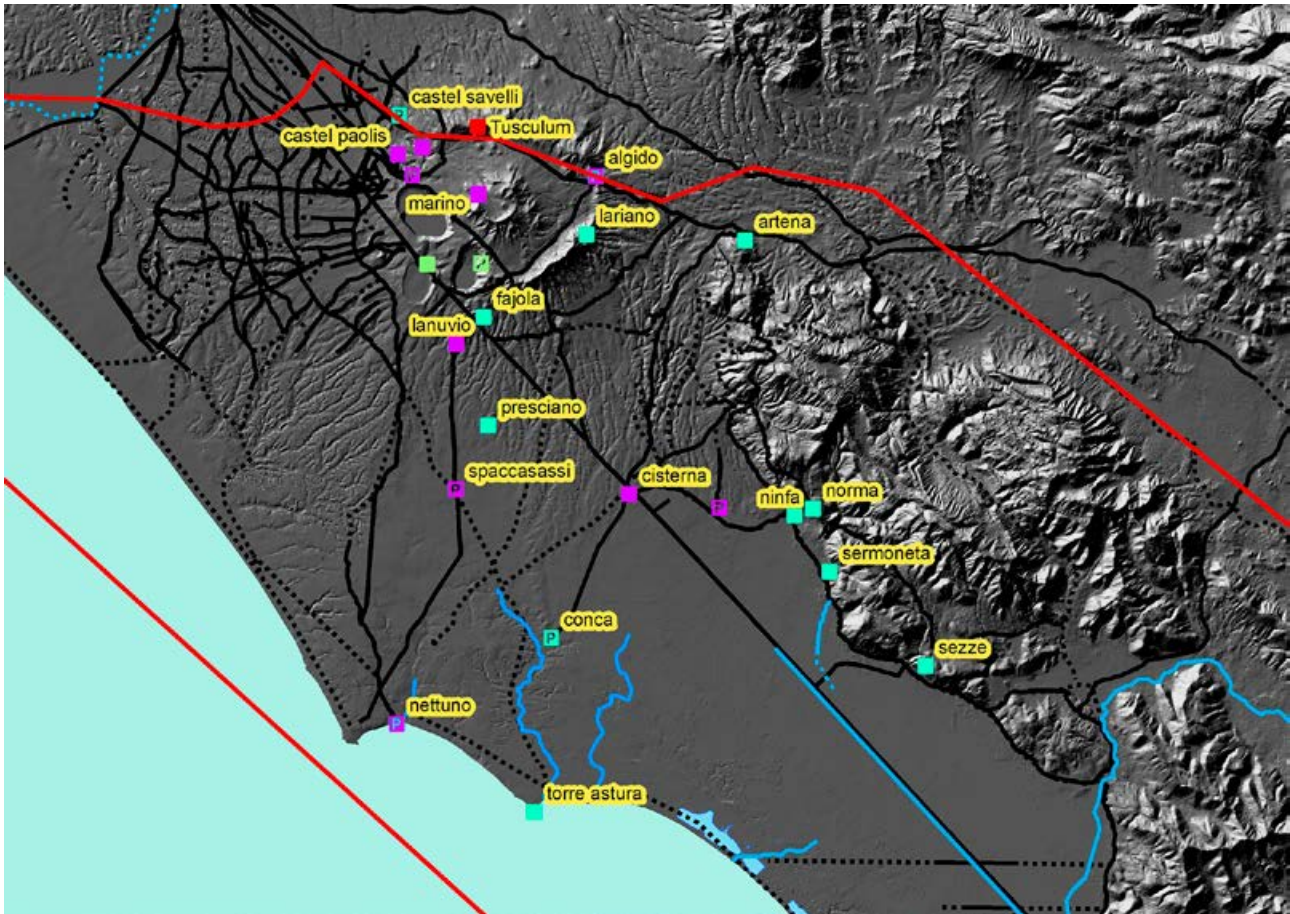 castel savelli
Tusculum
castel paolis
algido
marino
lariano
artena
fajola
lanuvio
presciano
spaccasassi
cisterna
ninfa
norma
sermoneta
P
conca
P
P
sezze
nettuno
P
torre astura